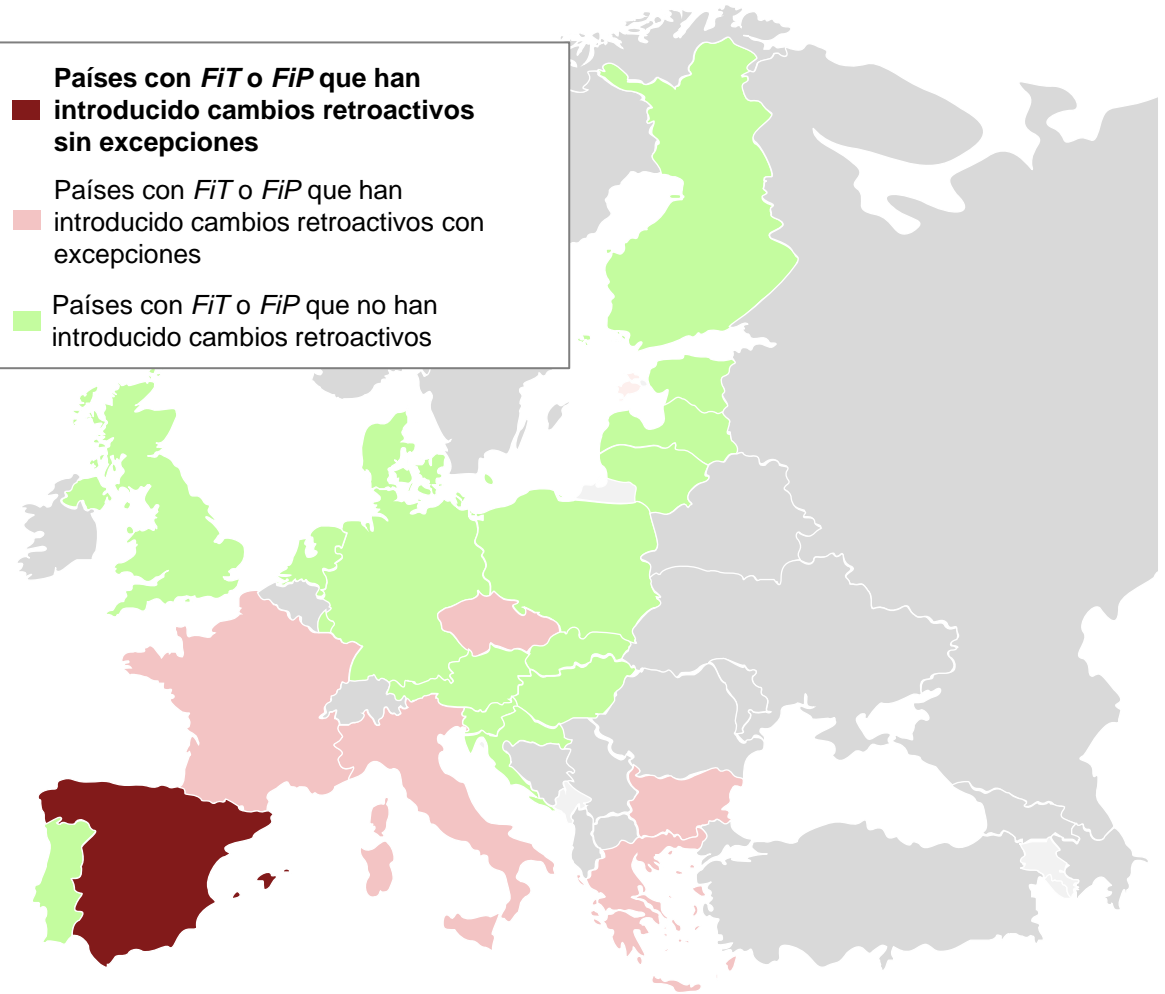 Países con FiT o FiP que han
introducido cambios retroactivos
sin excepciones
Países con FiT o FiP que han
introducido cambios retroactivos con
excepciones
Países con FiT o FiP que no han
introducido cambios retroactivos